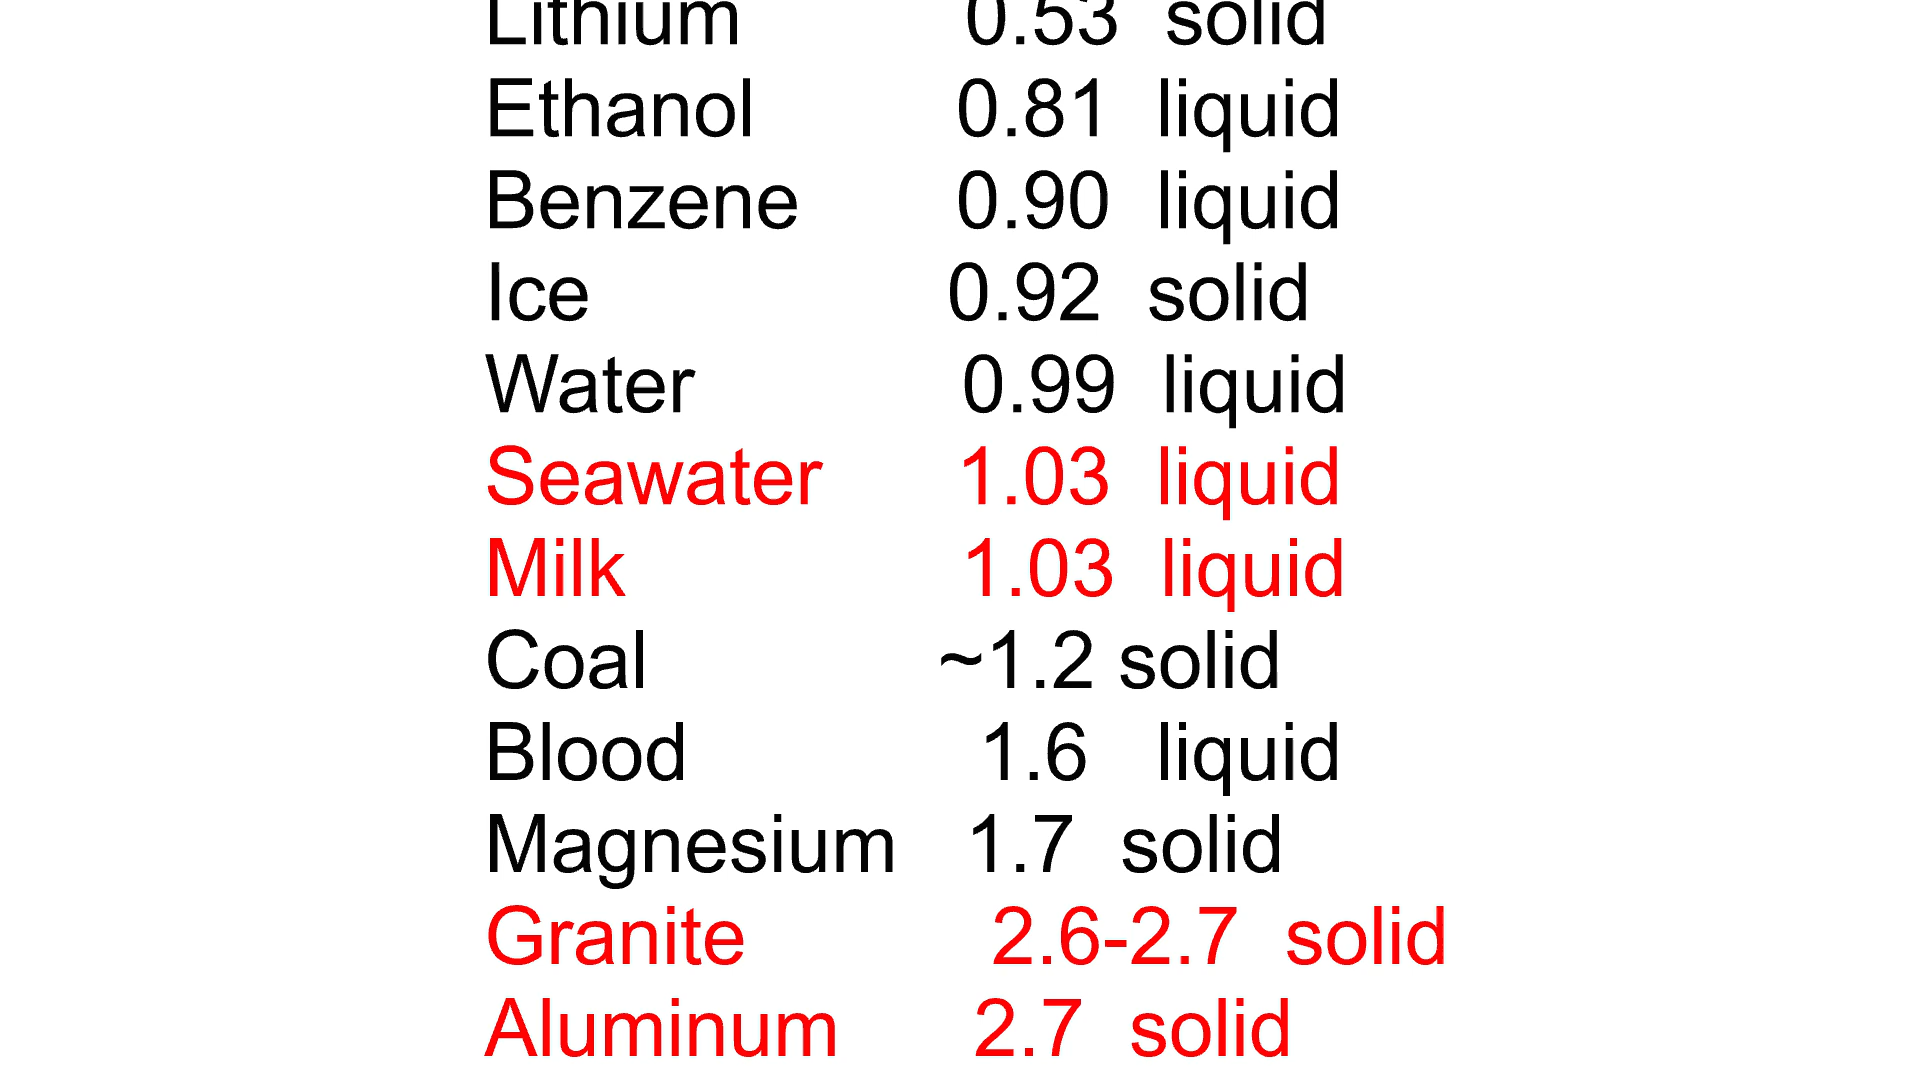 Lithium 0.53 solid
Ethanol 0.81 liquid
Benzene 0.90 liquid
Ice 0.92 solid
Water 0.99 liquid
Seawater 1.03 liquid
Milk 1.03 liquid
Coal ~1.2 solid
Blood 1.6 liquid
Magnesium 1.7 solid
Granite 2.6-2.7 solid
Aluminum 2.7 solid